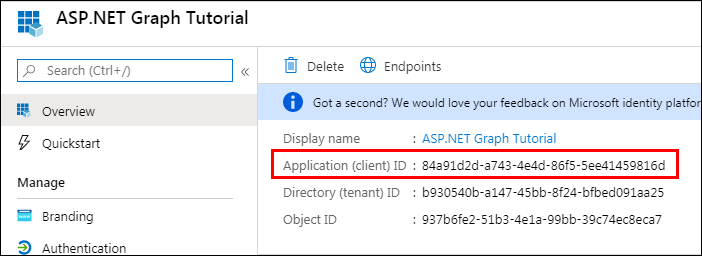 ASP.NET Graph Tutorial
Search (Ctrl+/)
«
Overview
Quickstart
Manage
Branding
Authentication
Delete
Endpoints
Got a second? We would love your feedback on Microsoft identity platfor
Display name : ASP.NET Graph Tutorial
Application (client) ID : 84a91d2d-a743-4e4d-86f5-5ee41459816d
Directory (tenant) ID : b930540b-a147-45bb-8f24-bfbed091aa25
Object ID : 937b6fe2-51b3-4e1a-99bb-39c74ec8eca7